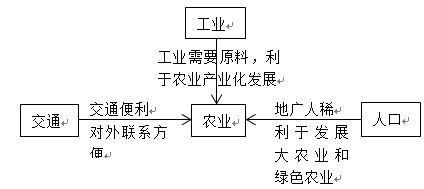 工业
工业需要原料，利
于农业产业化发展
交通
交通便利
对外联系方
便
农业
地广人稀
利于发展
大农业和
绿色农业
人口